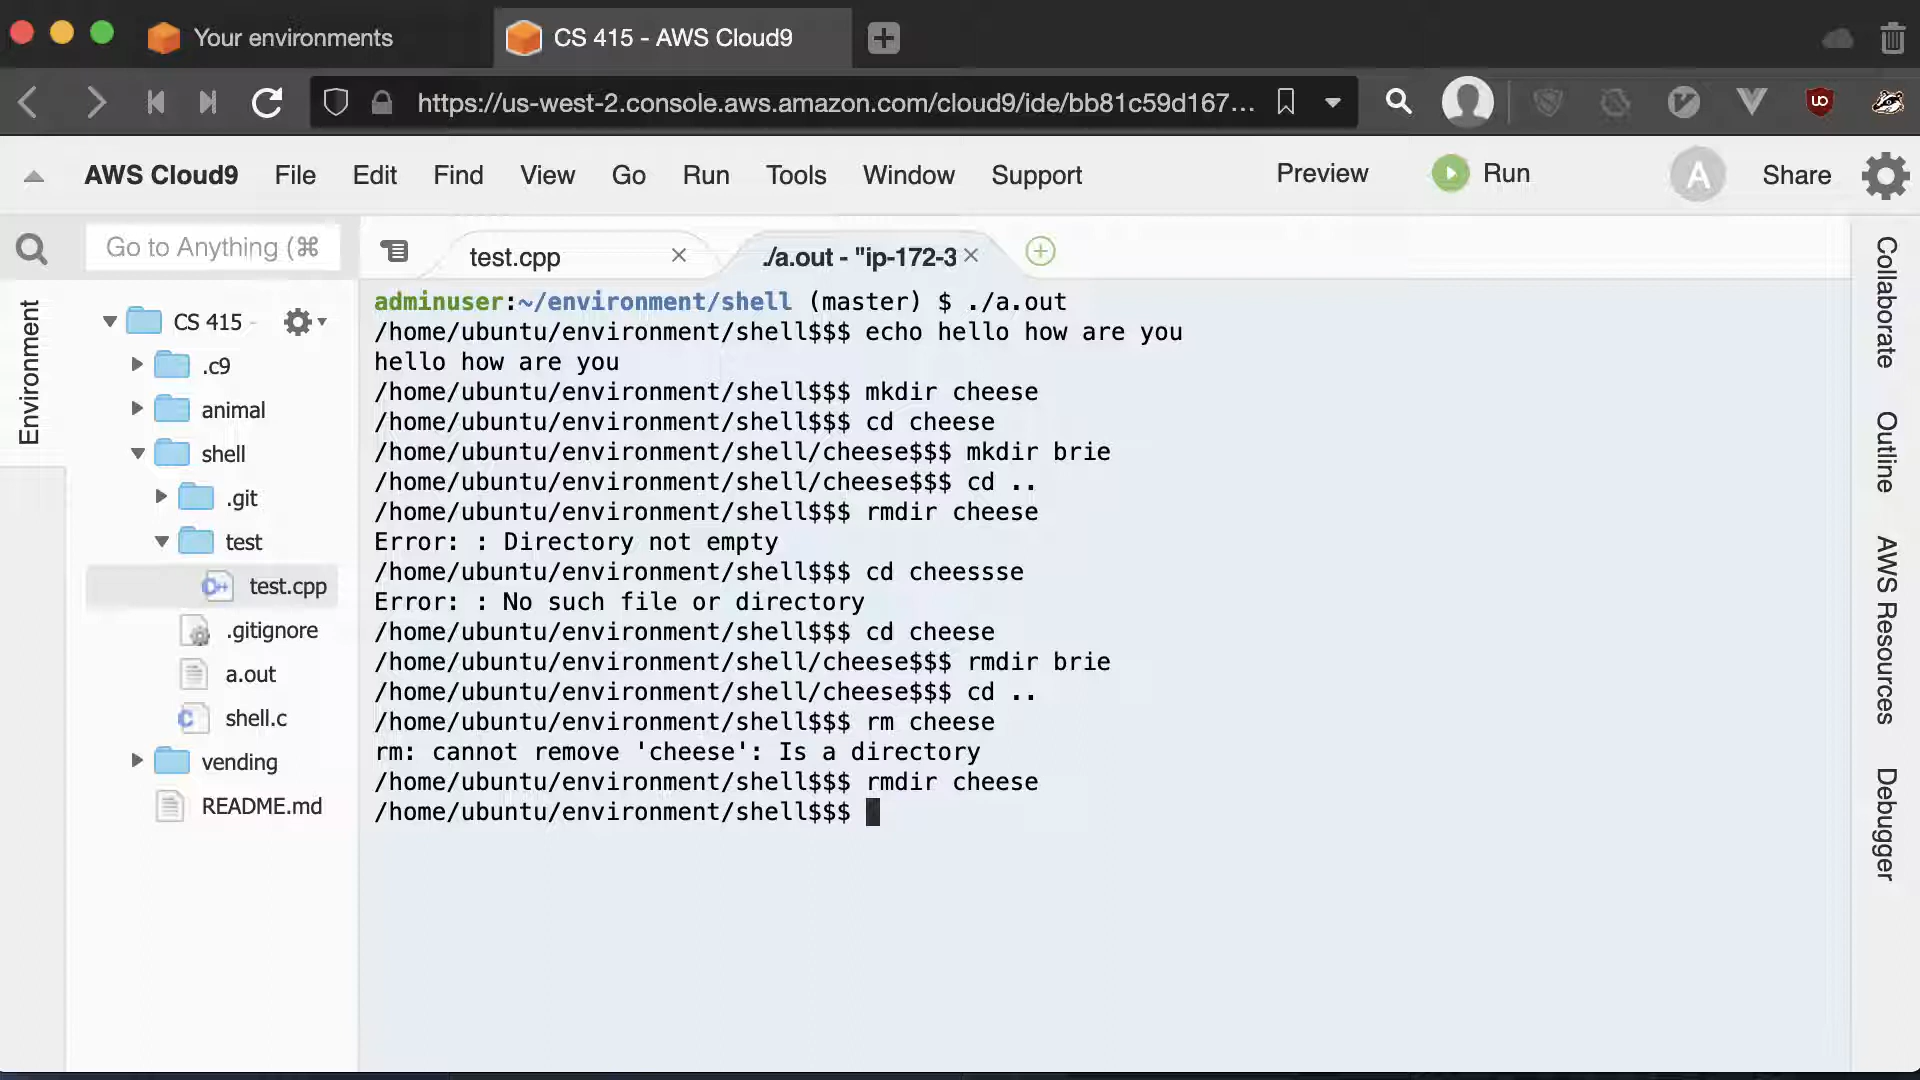 Your environments
CS 415 - AWS Cloud9
https://us-west-2.console.aws.amazon.com/cloud9/ide/bb81c59d167...
AWS Cloud9 File Edit Find View Go Run Tools Window Support Preview Run A Share
Go to Anything (⌘
test.cpp
./a.out - "ip-172-3
Environment
CS 415 -
.c9
animal
shell
.git
test
test.cpp
.gitignore
a.out
shell.c
vending
README.md
adminuser:~/environment/shell (master) $ ./a.out
/home/ubuntu/environment/shell$$$ echo hello how are you
hello how are you
/home/ubuntu/environment/shell$$$ mkdir cheese
/home/ubuntu/environment/shell$$$ cd cheese
/home/ubuntu/environment/shell/cheese$$$ mkdir brie
/home/ubuntu/environment/shell/cheese$$$ cd ..
/home/ubuntu/environment/shell$$$ rmdir cheese
Error: : Directory not empty
/home/ubuntu/environment/shell$$$ cd cheessse
Error: : No such file or directory
/home/ubuntu/environment/shell$$$ cd cheese
/home/ubuntu/environment/shell/cheese$$$ rmdir brie
/home/ubuntu/environment/shell/cheese$$$ cd ..
/home/ubuntu/environment/shell$$$ rm cheese
rm: cannot remove 'cheese': Is a directory
/home/ubuntu/environment/shell$$$ rmdir cheese
/home/ubuntu/environment/shell$$$
Collaborate
Outline
AWS Resources
Debugger